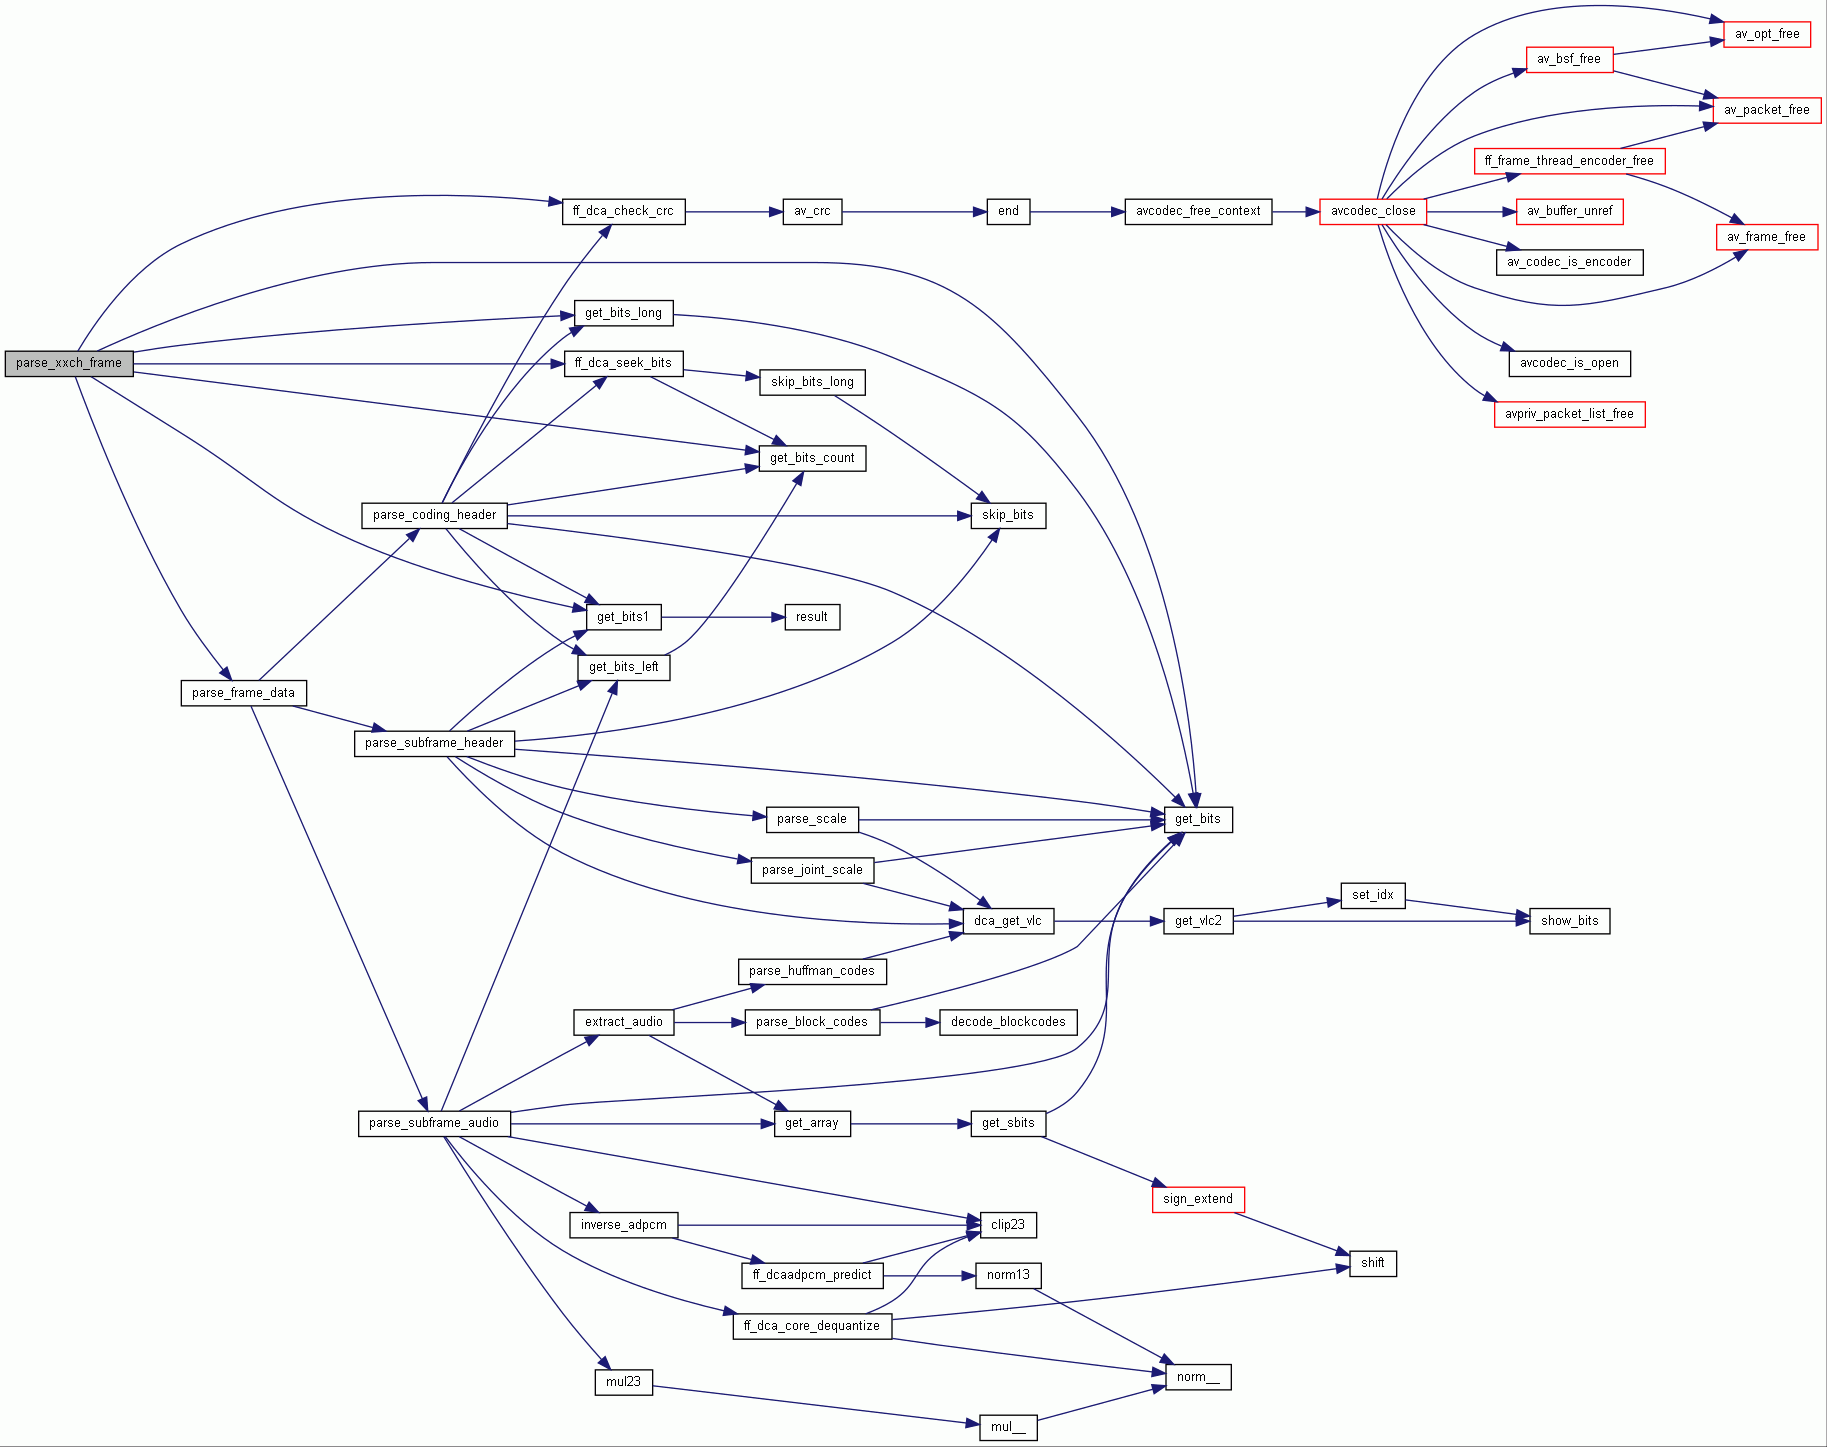 av_opt_free
av_bsf_free
av_packet_free
ff_frame_thread_encoder_free
ff_dca_check_crc
av_crc
end
avcodec_free_context
avcodec_close
av_buffer_unref
av_frame_free
av_codec_is_encoder
get_bits_long
parse_xxch_frame
ff_dca_seek_bits
avcodec_is_open
skip_bits_long
avpriv_packet_list_free
get_bits_count
parse_coding_header
skip_bits
get_bits1
result
get_bits_left
parse_frame_data
parse_subframe_header
parse_scale
get_bits
parse_joint_scale
set_idx
dca_get_vlc
get_vlc2
show_bits
parse_huffman_codes
extract_audio
parse_block_codes
decode_blockcodes
parse_subframe_audio
get_array
get_sbits
sign_extend
inverse_adpcm
clip23
shift
ff_dcaadpcm_predict
norm13
ff_dca_core_dequantize
mul23
norm__
mul__